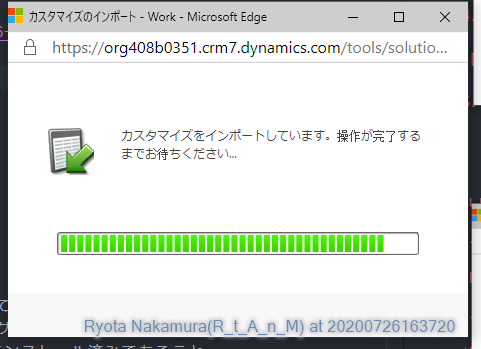 カスタマイズのインポート - Work - Microsoft Edge
https://org408b0351.crm7.dynamics.com/tools/solutio...
カスタマイズをインポートしています。操作が完了する
までお待ちください...
Ryota Nakamura(R_t_A_n_M) at 20200726163720